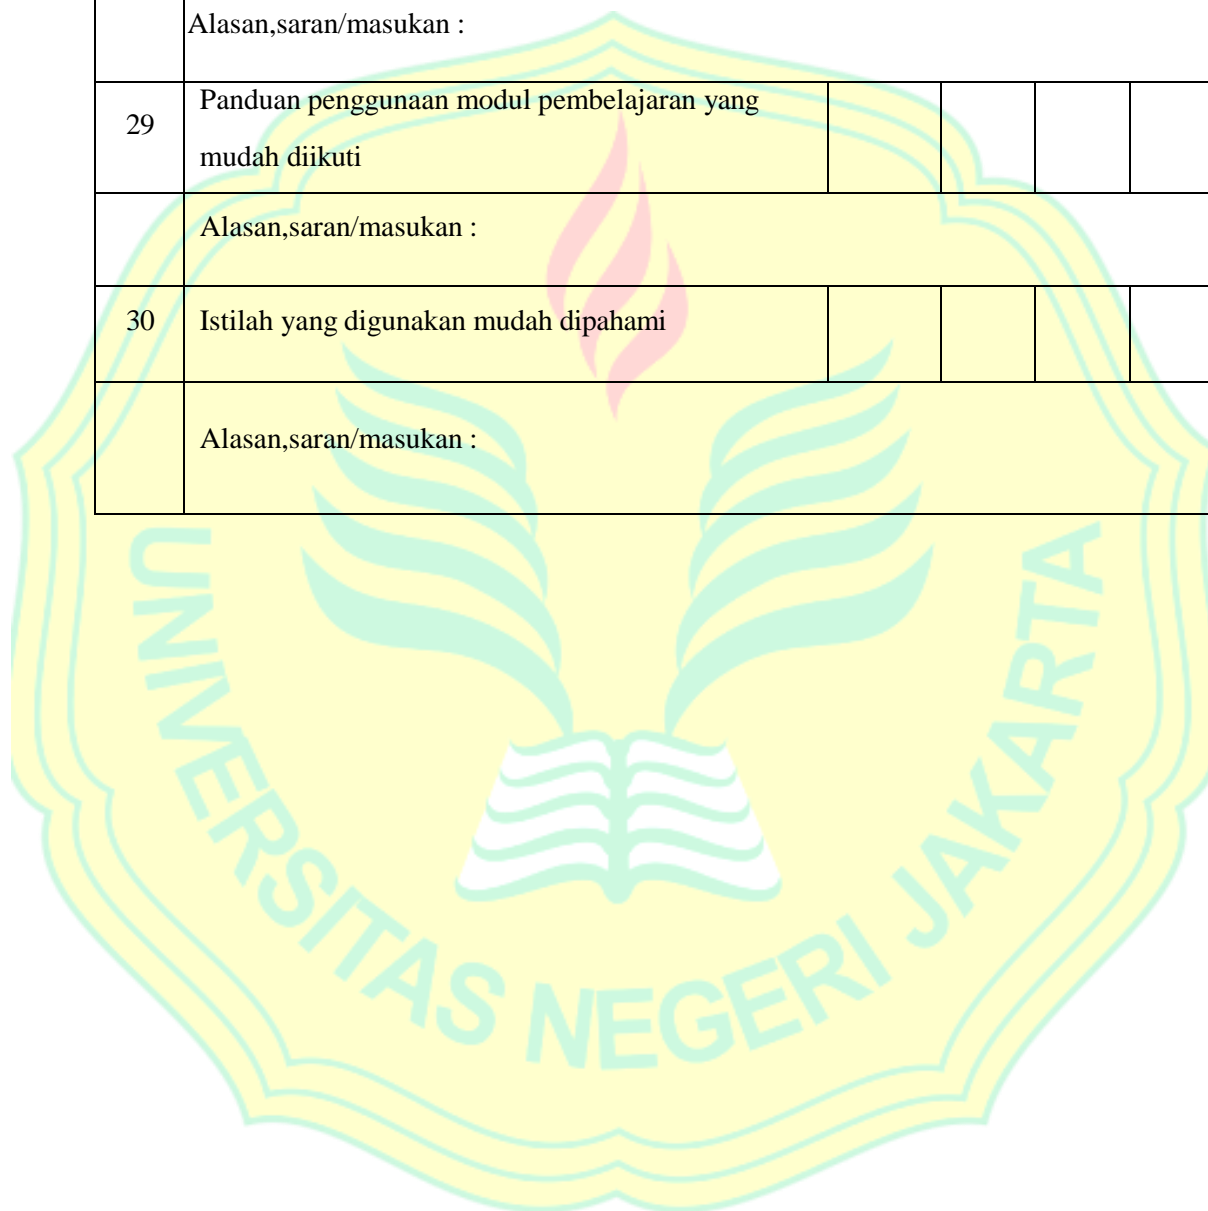 Alasan,saran/masukan :
29
Panduan penggunaan modul pembelajaran yang
mudah diikuti
Alasan,saran/masukan :
30
Istilah yang digunakan mudah dipahami
Alasan,saran/masukan :
UNIVERSITAS NEGERI JAKARTA